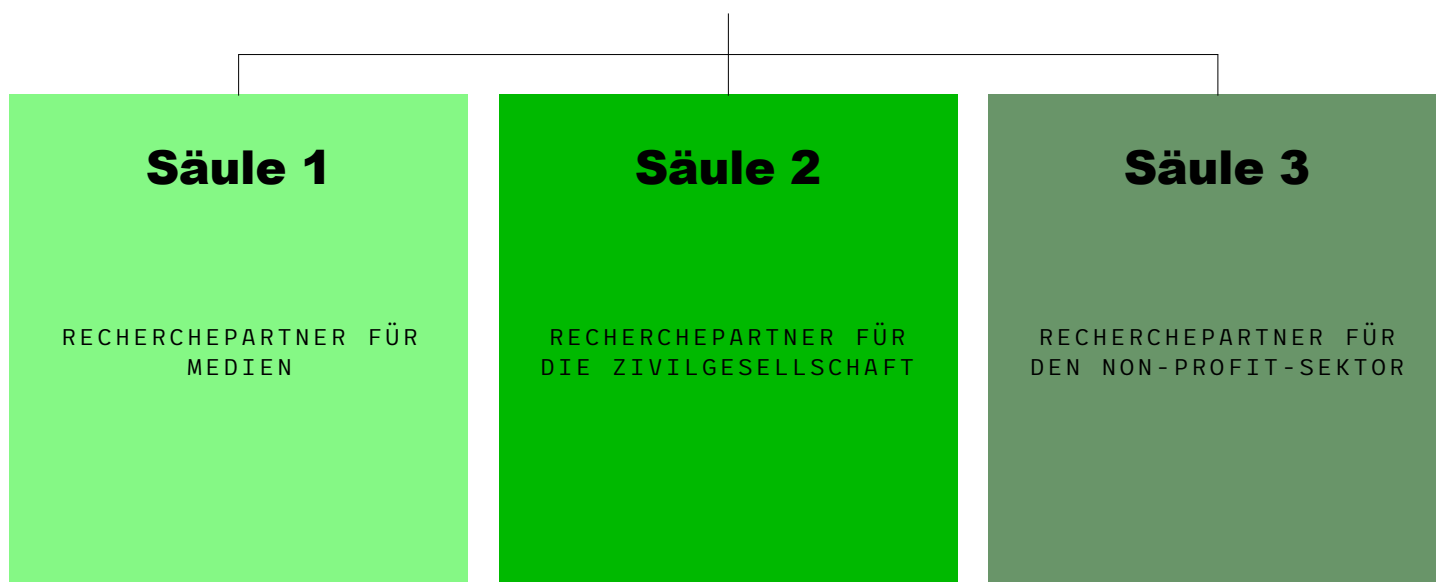 Säule 1
RECHERCHEPARTNER FÜR
MEDIEN
Säule 2
RECHERCHEPARTNER FÜR
DIE ZIVILGESELLSCHAFT
Säule 3
RECHERCHEPARTNER FÜR
DEN NON-PROFIT-SEKTOR